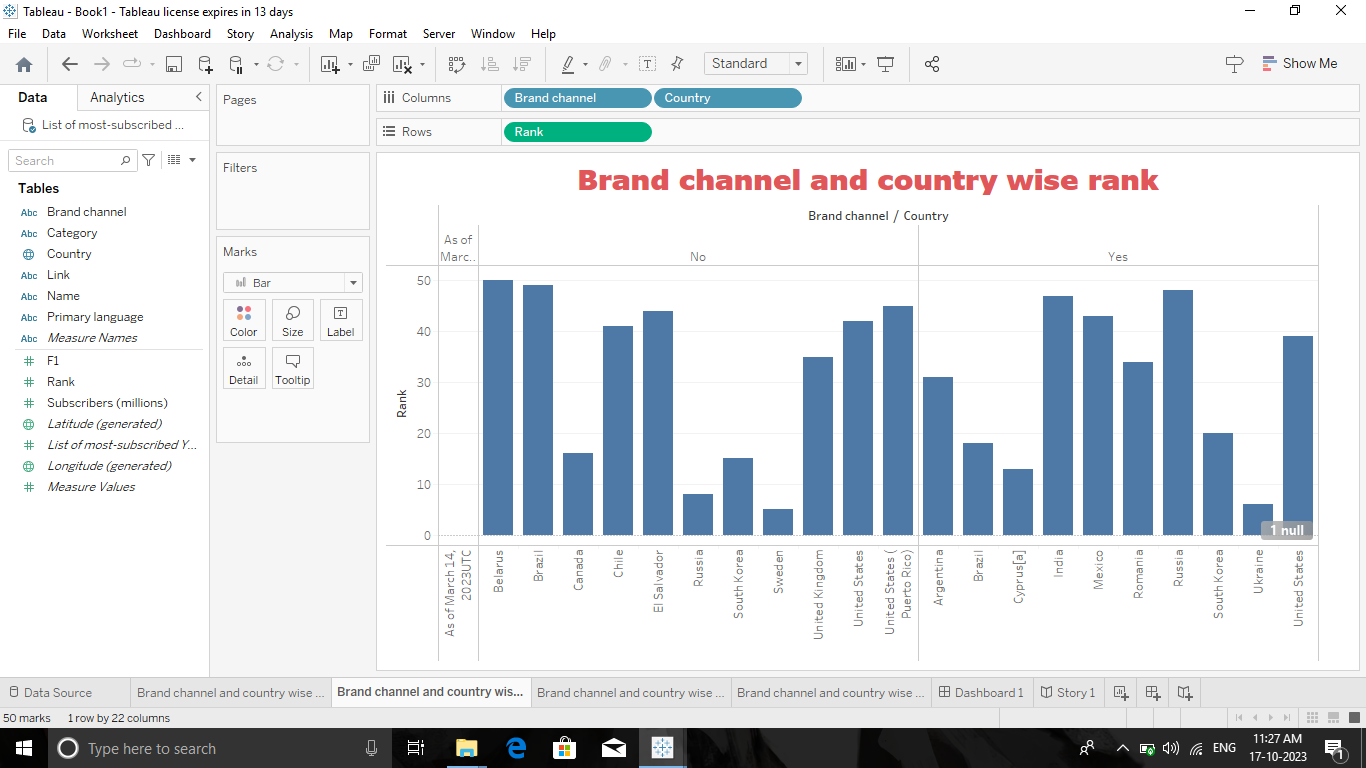 Tableau - Book1 - Tableau license expires in 13 days
File Data Worksheet Dashboard Story Analysis Map Format Server Window Help
Standard
Show Me
Data Analytics
List of most-subscribed ...
Search
Tables
Abc Brand channel
Abc Category
Country
Abc Link
Abc Name
Abc Primary language
Abc Measure Names
F1
Rank
Subscribers (millions)
Latitude (generated)
List of most-subscribed Y...
Longitude (generated)
Measure Values
Pages
Filters
Marks
Bar
Color Size Label
Detail Tooltip
Columns Brand channel Country
Rows Rank
Brand channel and country wise rank
Brand channel / Country
As of
Marc..
No
Yes
Rank
50
40
30
20
10
0
1 null
As of March 14,
2023UTC
Belarus
Brazil
Canada
Chile
El Salvador
Russia
South Korea
Sweden
United Kingdom
United States
United States (
Puerto Rico)
Argentina
Brazil
Cyprus[a]
India
Mexico
Romania
Russia
South Korea
Ukraine
United States
Data Source Brand channel and country wise ... Brand channel and country wis... Brand channel and country wise ... Brand channel and country wise ... Dashboard 1 Story 1
50 marks 1 row by 22 columns
Type here to search
ENG
11:27 AM
17-10-2023
1